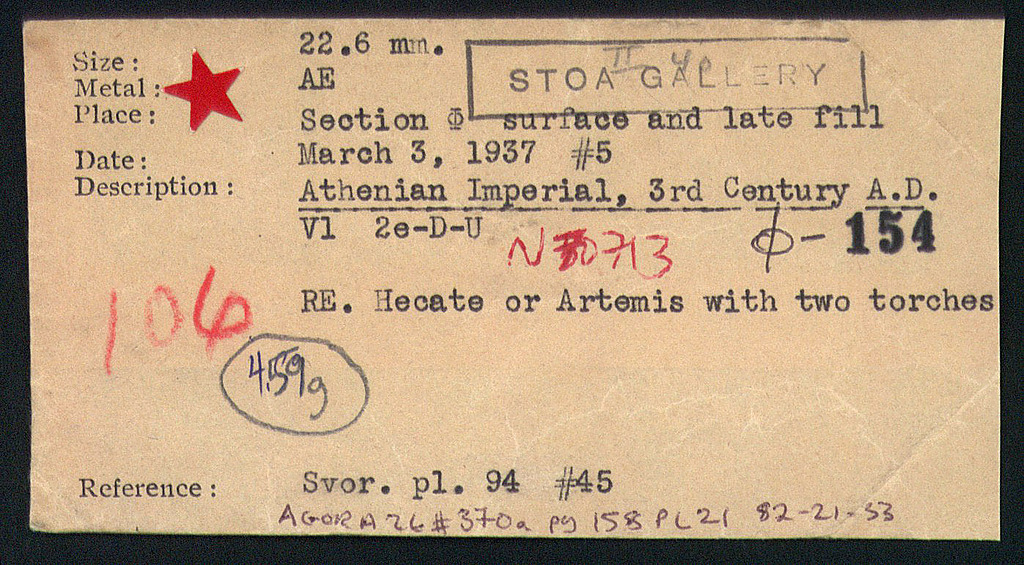 Size: 22.6 mm.
Metal: AE
STOA GALLERY
Place: Section Φ surface and late fill
Date: March 3, 1937 #5
Description: Athenian Imperial, 3rd Century A.D.
Vl 2e-D-U
Φ- 154
RE. Hecate or Artemis with two torches
106
4.59g
Reference: Svor. pl. 94 #45
AGORA 26 #370a pg 158 PL21 82-21-33